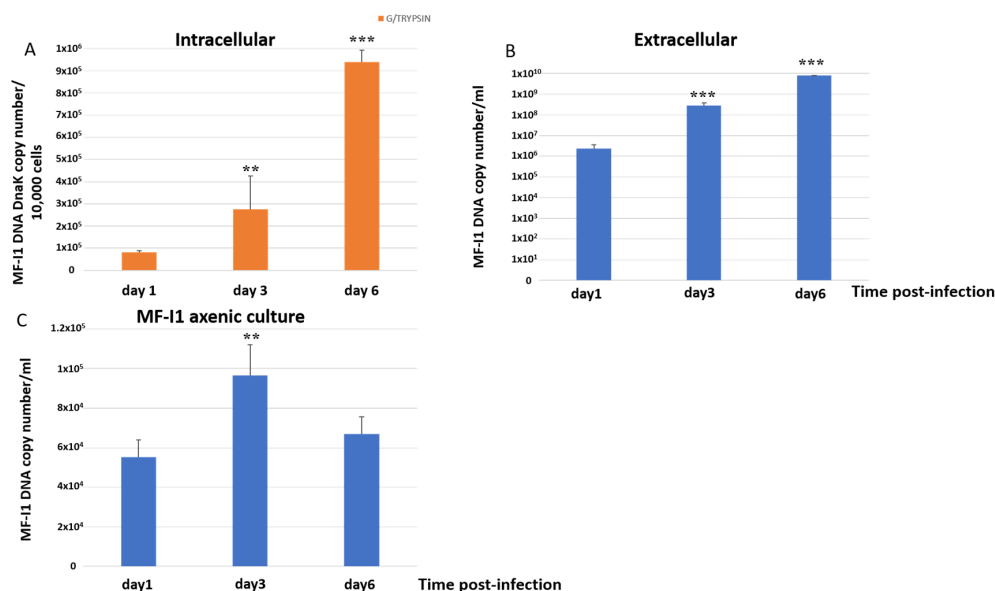 G/TRYPSIN
A
Intracellular
***
**
MF-I1 DNA DnaK copy number/
10,000 cells
1x10⁶
9x10⁵
8x10⁵
7x10⁵
6x10⁵
9x10⁵
5x10⁵
2x10⁵
1x10⁵
0
day 1
day 3
day 6
B
Extracellular
***
***
MF-I1 DNA copy number/ml
1x10¹⁰
1x10⁹
1x10⁸
1x10⁷
1x10⁶
1x10⁵
1x10⁴
1x10³
1x10²
1x10¹
0
day1
day3
day6
Time post-infection
C
MF-I1 axenic culture
**
MF-I1 DNA copy number/ml
1.2x10⁵
1x10⁵
8x10⁴
6x10⁴
4x10⁴
2x10⁴
0
day1
day3
day6
Time post-infection